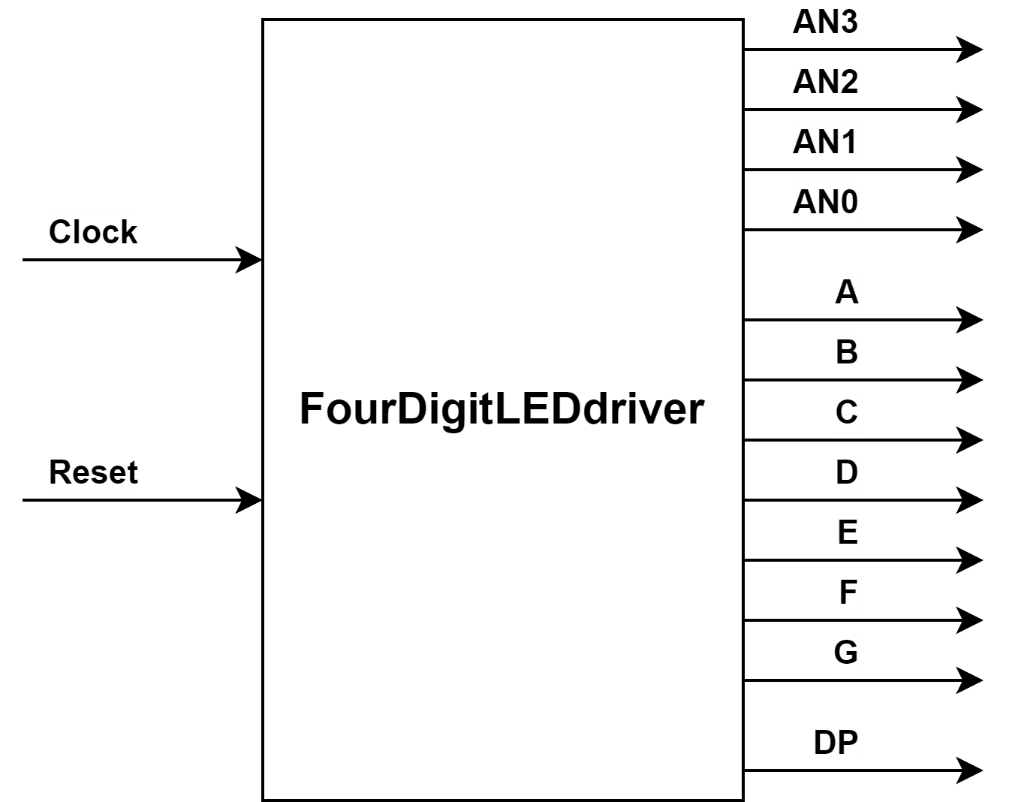 AN3
AN2
AN1
AN0
Clock
A
B
FourDigitLEDdriver
C
Reset
D
E
F
G
DP